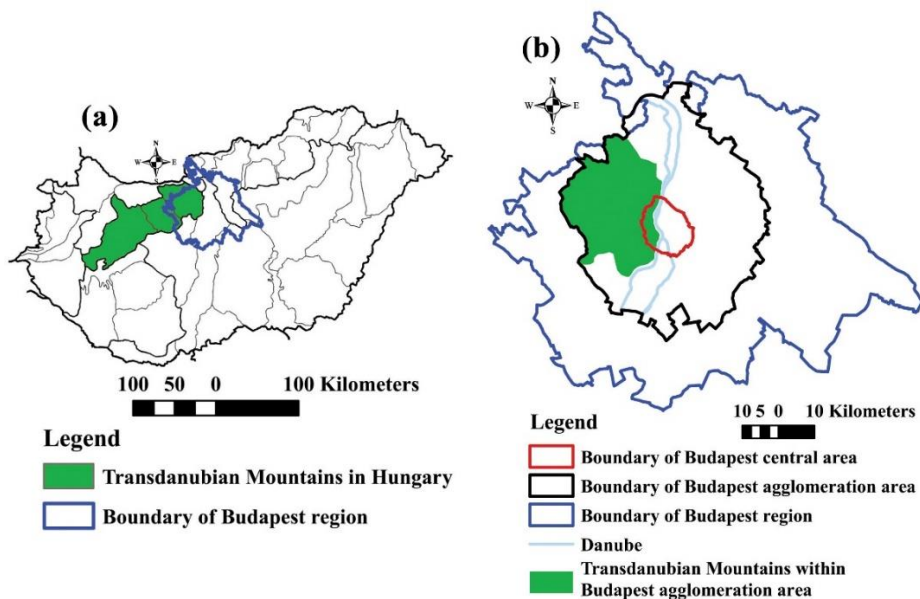 (a)
N
W E
S
100 50 0 100 Kilometers
Legend
Transdanubian Mountains in Hungary
Boundary of Budapest region
(b)
N
W E
S
10 5 0 10 Kilometers
Legend
Boundary of Budapest central area
Boundary of Budapest agglomeration area
Boundary of Budapest region
Danube
Transdanubian Mountains within
Budapest agglomeration area